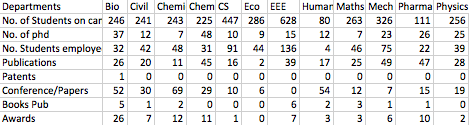 Departments Bio Civil Chemi Chem CS Eco EEE Human Maths Mech Pharma Physics
No. of Students on car 246 241 243 225 447 286 628 80 263 326 111 256
No. of phd 37 12 7 48 10 9 15 12 7 23 26 25
No. Students employe 32 42 48 31 91 44 136 4 46 75 22 39
Publications 26 20 11 45 16 2 39 17 25 49 47 28
Patents 1 0 0 0 0 0 0 0 0 0 0 0
Conference/Papers 52 30 69 29 10 6 0 54 12 7 15 19
Books Pub 5 1 2 0 0 0 6 2 3 1 1 0
Awards 26 7 12 11 1 0 7 3 3 6 10 2